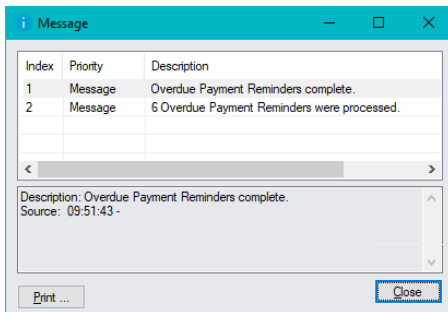 Message
Index Priority Description
1 Message Overdue Payment Reminders complete.
2 Message 6 Overdue Payment Reminders were processed.
Description: Overdue Payment Reminders complete.
Source: 09:51:43 -
Print ...
Close